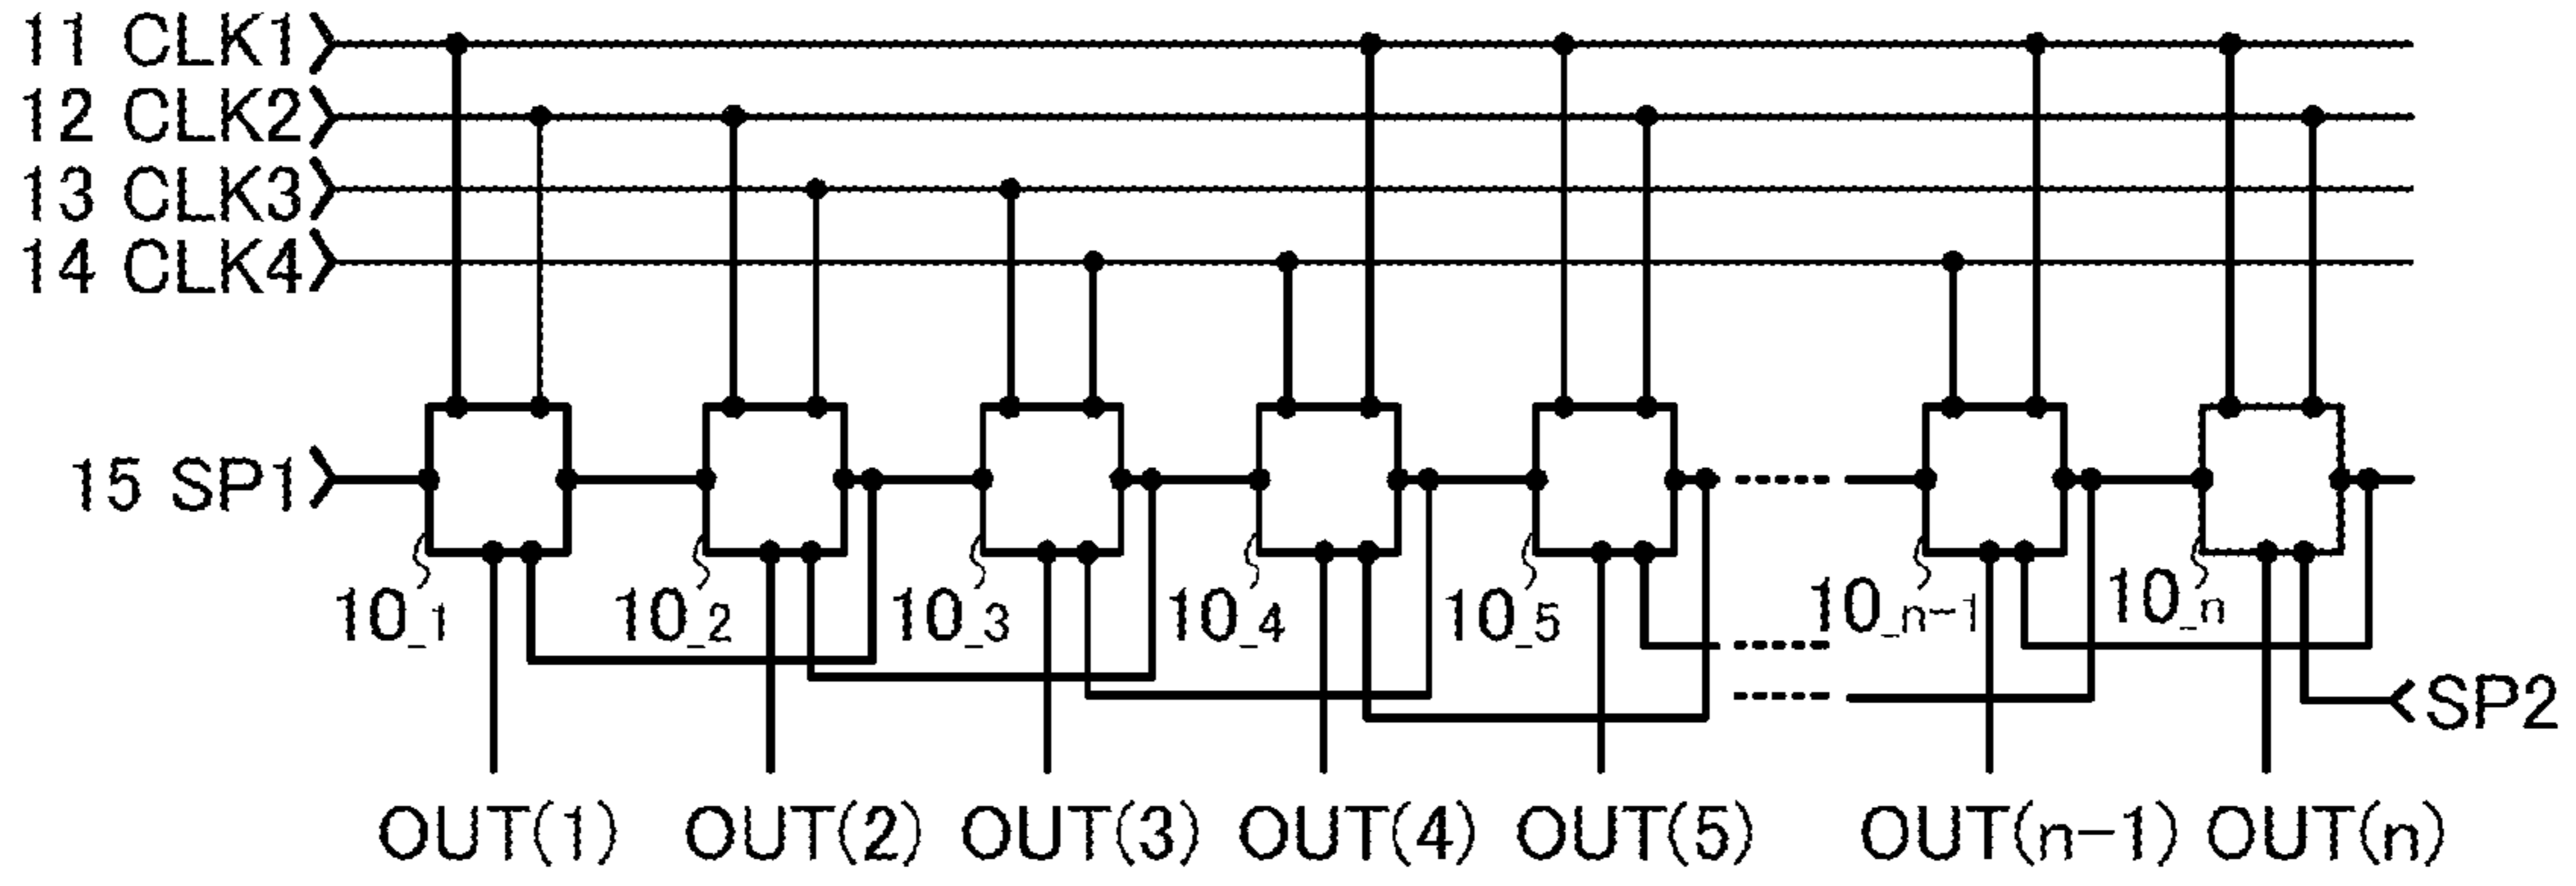 11 CLK1
12 CLK2
13 CLK3
14 CLK4
15 SP1
10_1 10_2 10_3 10_4 10_5 10_n-1 10_n
SP2
OUT(1) OUT(2) OUT(3) OUT(4) OUT(5) OUT(n-1) OUT(n)